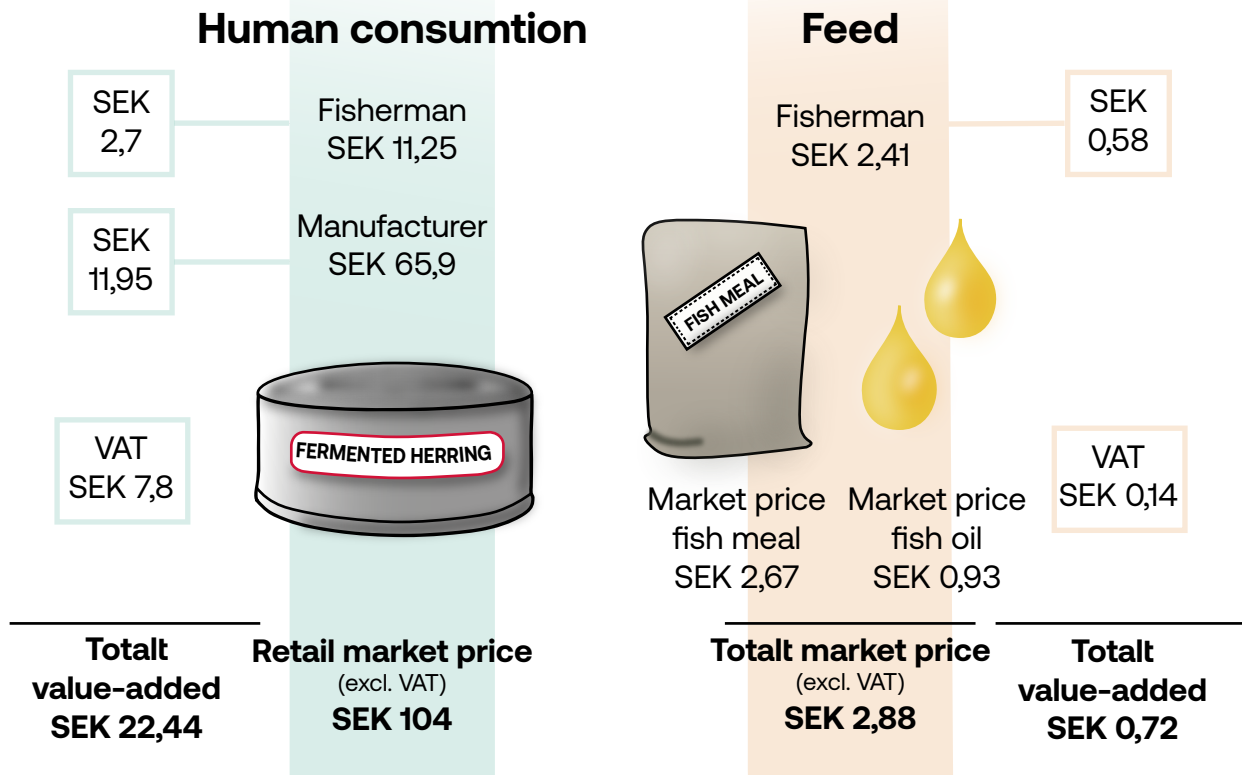 Human consumtion
SEK
2,7
Fisherman
SEK 11,25
SEK
11,95
Manufacturer
SEK 65,9
FERMENTED HERRING
VAT
SEK 7,8
Totalt
value-added
SEK 22,44
Retail market price
(excl. VAT)
SEK 104
Feed
Fisherman
SEK 2,41
SEK
0,58
FISH MEAL
Market price
fish meal
SEK 2,67
Market price
fish oil
SEK 0,93
VAT
SEK 0,14
Totalt market price
(excl. VAT)
SEK 2,88
Totalt
value-added
SEK 0,72